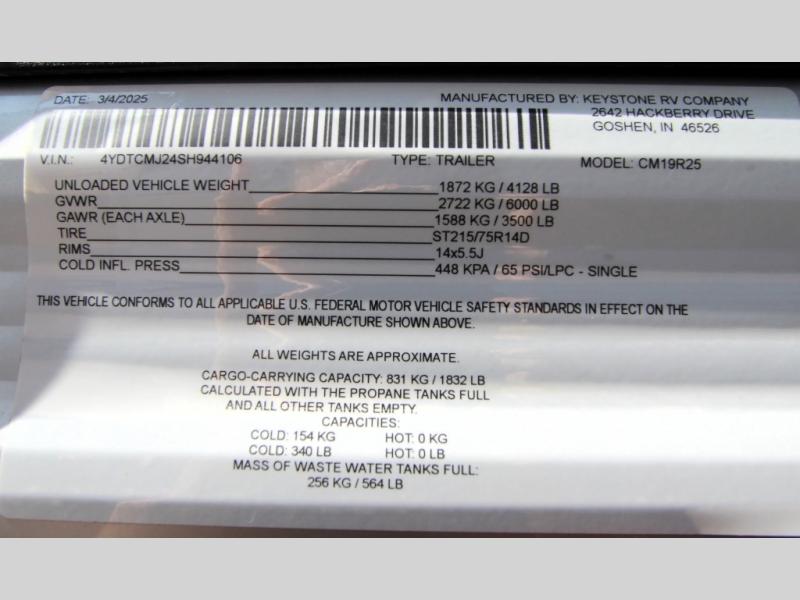 DATE: 3/4/2025 MANUFACTURED BY: KEYSTONE RV COMPANY
2642 HACKBERRY DRIVE
GOSHEN, IN 46526
V.I.N.: 4YDTCMJ24SH944106 TYPE: TRAILER MODEL: CM19R25
UNLOADED VEHICLE WEIGHT 1872 KG / 4128 LB
GVWR 2722 KG / 6000 LB
GAWR (EACH AXLE) 1588 KG / 3500 LB
TIRE ST215/75R14D
RIMS 14x5.5J
COLD INFL. PRESS 448 KPA / 65 PSI/LPC - SINGLE
THIS VEHICLE CONFORMS TO ALL APPLICABLE U.S. FEDERAL MOTOR VEHICLE SAFETY STANDARDS IN EFFECT ON THE
DATE OF MANUFACTURE SHOWN ABOVE.
ALL WEIGHTS ARE APPROXIMATE.
CARGO-CARRYING CAPACITY: 831 KG / 1832 LB
CALCULATED WITH THE PROPANE TANKS FULL
AND ALL OTHER TANKS EMPTY.
CAPACITIES:
COLD: 154 KG HOT: 0 KG
COLD: 340 LB HOT: 0 LB
MASS OF WASTE WATER TANKS FULL:
256 KG / 564 LB